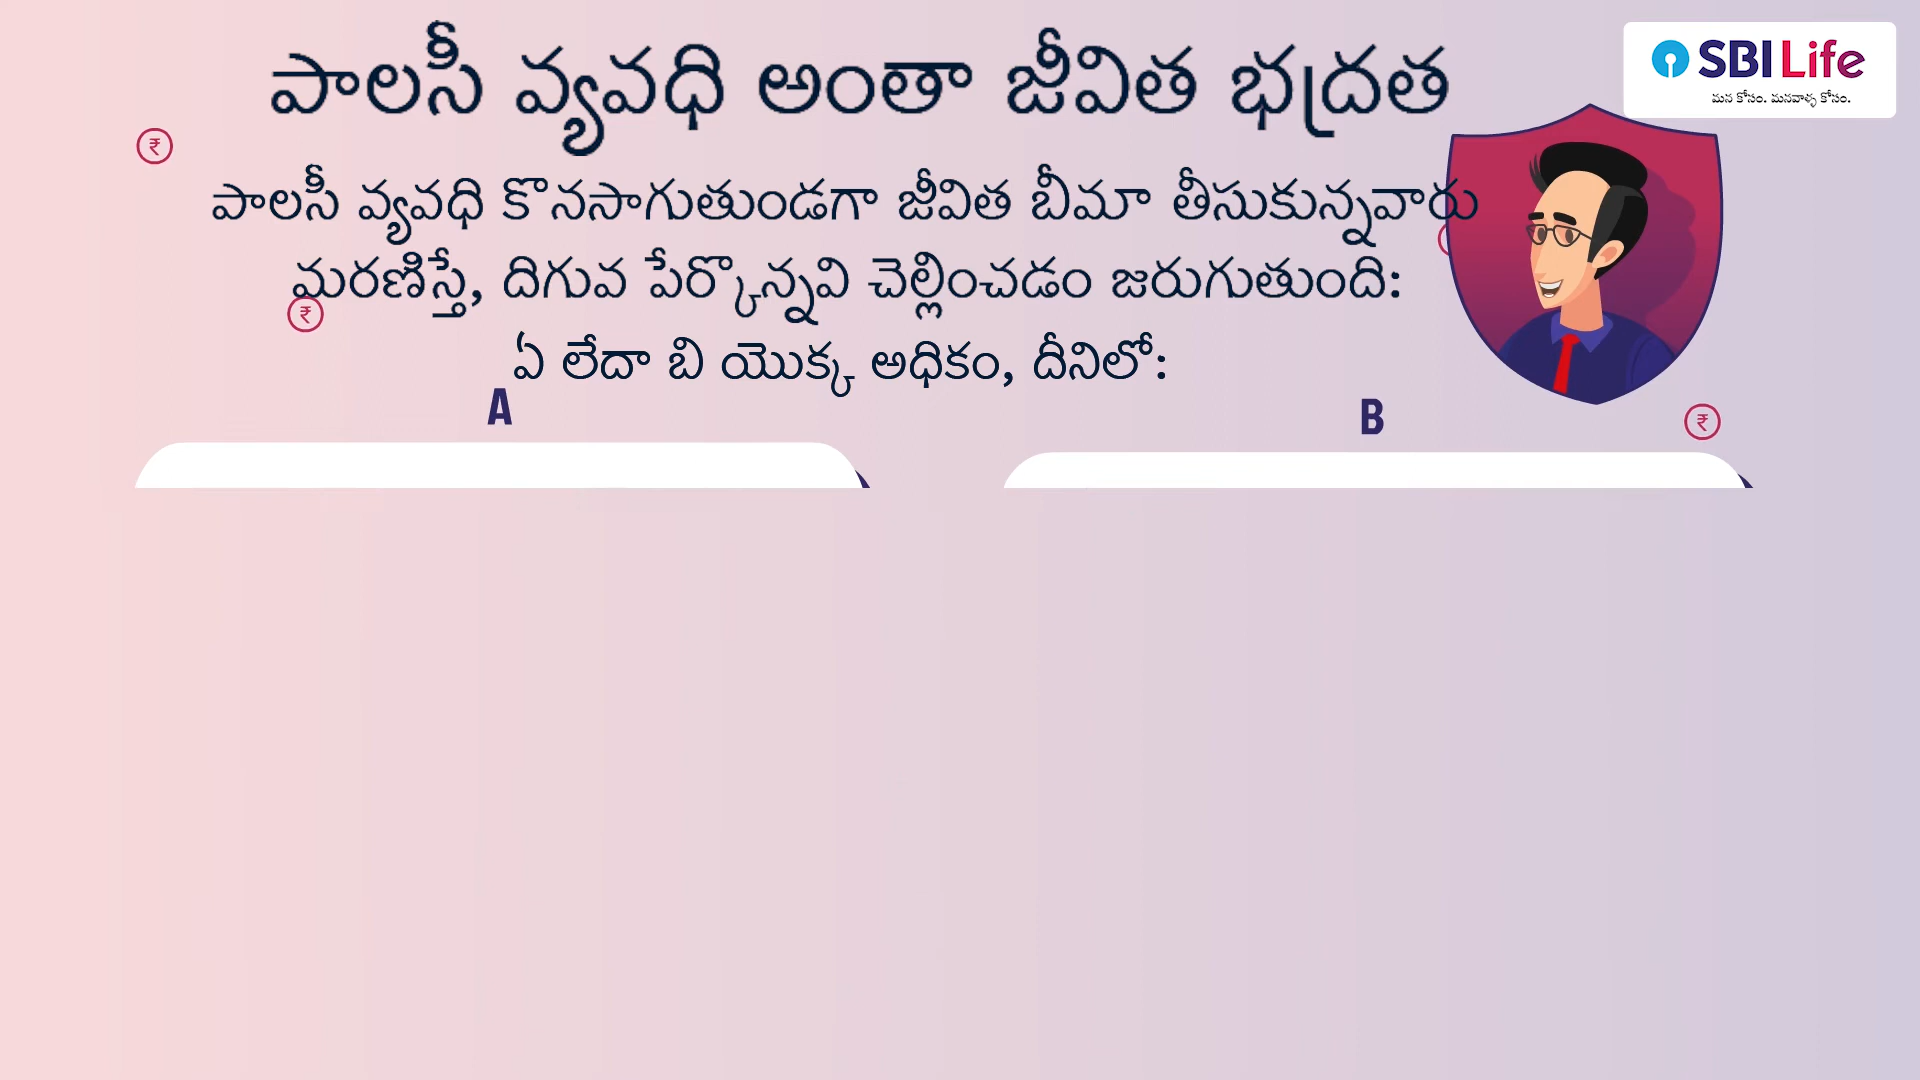 పాలసీ వ్యవధి అంతా జీవిత భద్రత
SBI Life
మన కోసం. మనవాళ్ళ కోసం.
₹
పాలసీ వ్యవధి కొనసాగుతుండగా జీవిత బీమా తీసుకున్నవారు
మరణిస్తే, దిగువ పేర్కొన్నవి చెల్లించడం జరుగుతుంది:
₹
ఏ లేదా బి యొక్క అధికం, దీనిలో:
A
B
₹